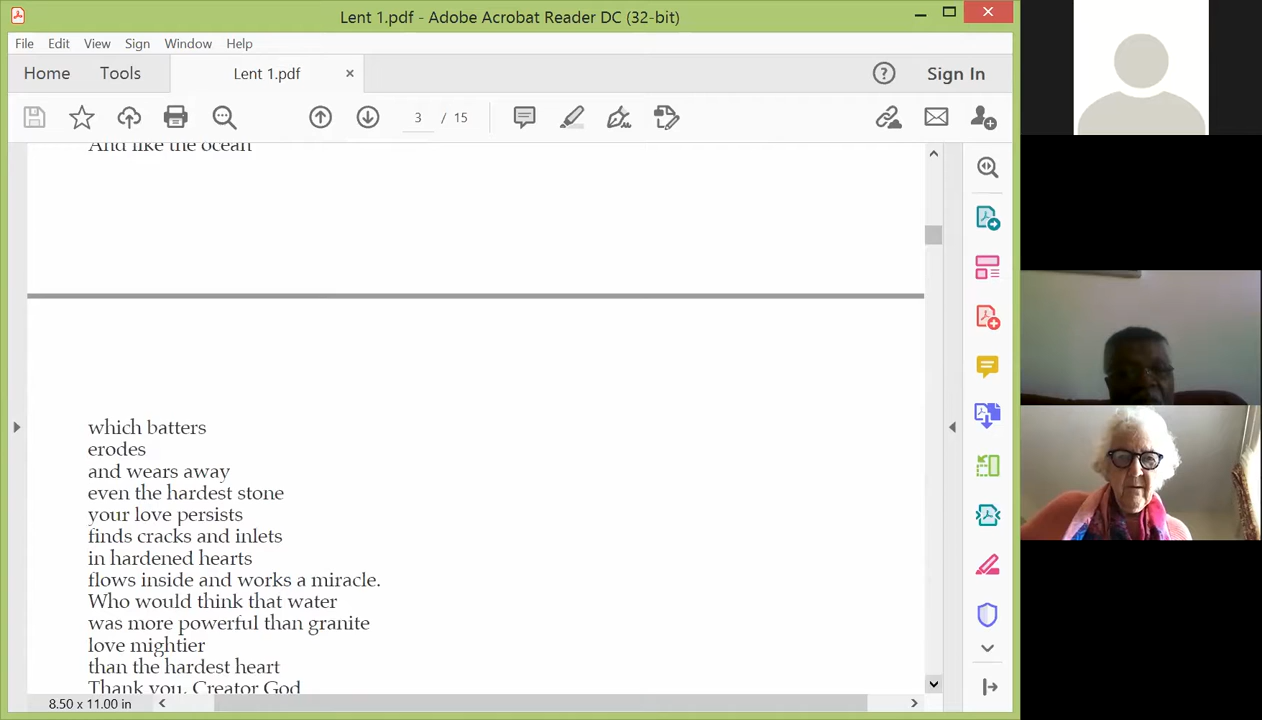 Lent 1.pdf - Adobe Acrobat Reader DC (32-bit)
File Edit View Sign Window Help
Home Tools Lent 1.pdf × Sign In
3 / 15
And like the ocean
which batters
erodes
and wears away
even the hardest stone
your love persists
finds cracks and inlets
in hardened hearts
flows inside and works a miracle.
Who would think that water
was more powerful than granite
love mightier
than the hardest heart
Thank you, Creator God
8.50 x 11.00 in